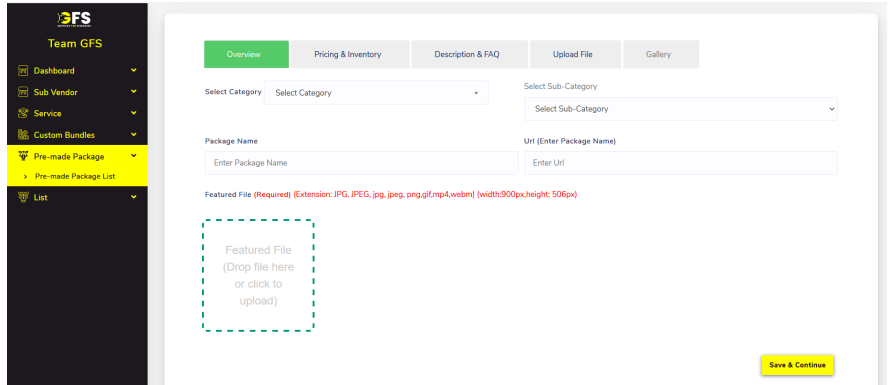 GFS
Team GFS
Dashboard
Sub Vendor
Service
Custom Bundles
Pre-made Package
Pre-made Package List
List
Overview
Pricing & Inventory
Description & FAQ
Upload File
Gallery
Select Category
Select Category
Select Sub-Category
Select Sub-Category
Package Name
Enter Package Name
Url (Enter Package Name)
Enter Url
Featured File (Required) (Extension: JPG, JPEG, jpg, jpeg, png,gif,mp4,webm) (width:900px,height: 506px)
Featured File
(Drop file here
or click to
upload)
Save & Continue